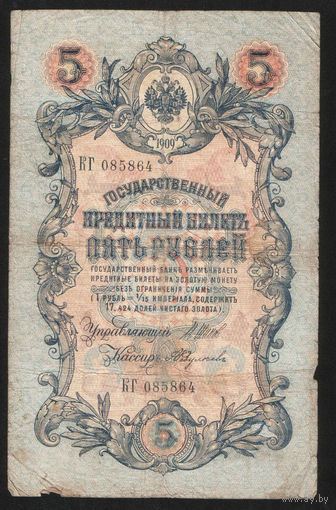 5 5
1909
КГ 085864
ГОСУДАРСТВЕННЫЙ
КРЕДИТНЫЙ БИЛЕТЪ
ПЯТЬ РУБЛЕЙ
ГОСУДАРСТВЕННЫЙ БАНКЪ РАЗМѢНИВАЕТЪ
КРЕДИТНЫЕ БИЛЕТЫ НА ЗОЛОТУЮ МОНЕТУ
БЕЗЪ ОГРАНИЧЕНІЯ СУММЫ
(1 РУБЛЬ = 1/15 ИМПЕРІАЛА, СОДЕРЖИТЪ
17,424 ДОЛЕЙ ЧИСТАГО ЗОЛОТА)
Управляющій
Кассиръ
КГ 085864
5
ay.by